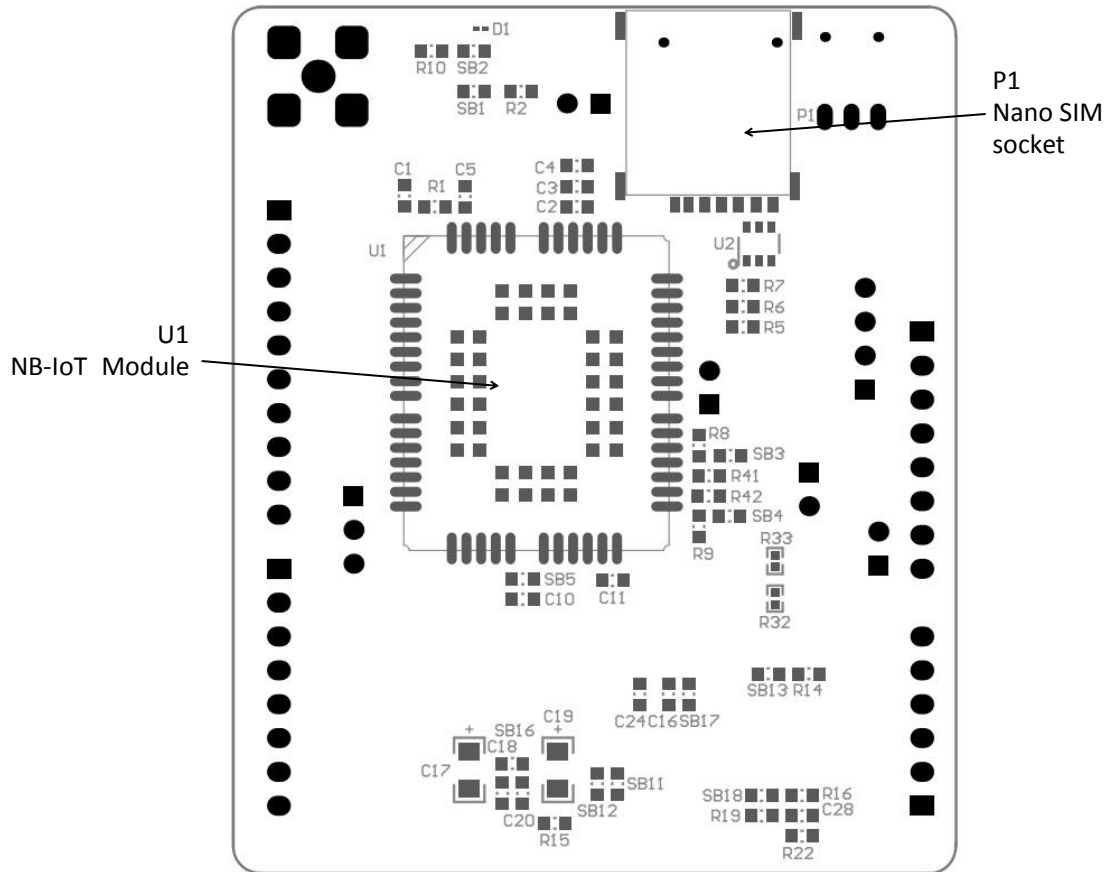 D1
R10 SB2
SB1 R2
P1
P1
Nano SIM
socket
C1 C5 C4
R1 C3
C2
U1 U2
R7
R6
R5
U1
NB-IoT Module
R8
SB3
R41
R42
SB4
R9 R33
SB5
C10 C11
R32
SB13 R14
C24 C16 SB17
+ SB16 C19 +
C18
C17
SB11
SB12
C20
R15
SB18 R16
R19 C28
R22